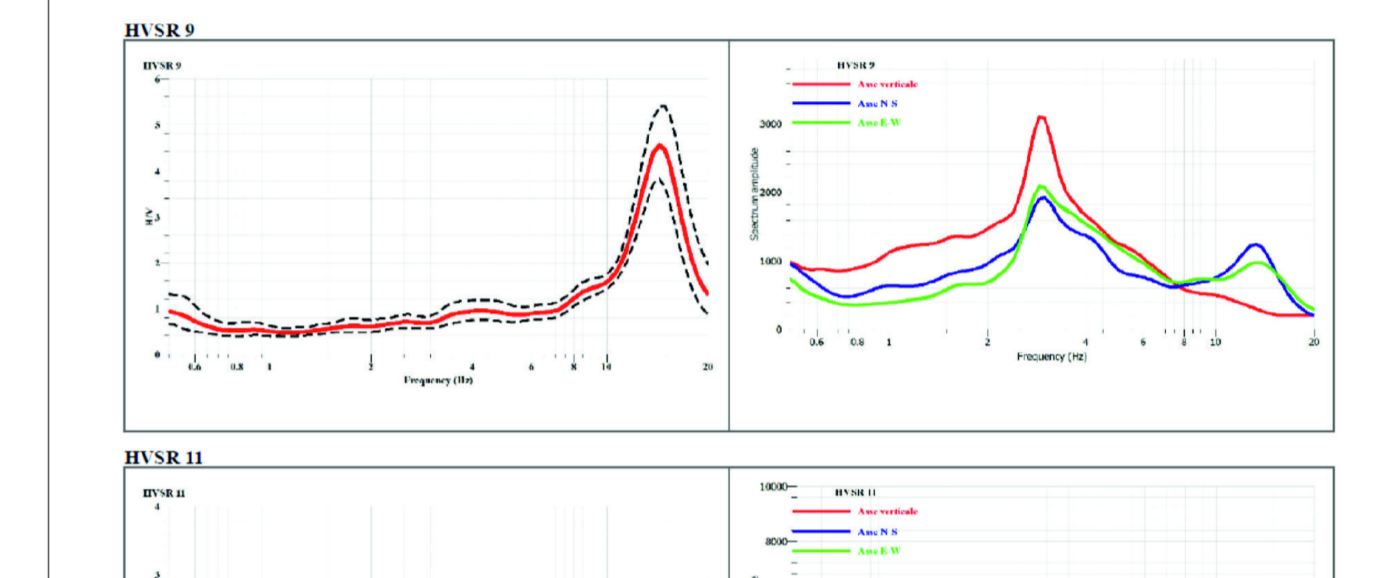 HVSR 9
HVSR 9
6
5
4
3
2
1
0
H/V
0.6 0.8 1 2 4 6 8 10 20
Frequency (Hz)
HVSR 9
Asse verticale
Asse N-S
Asse E-W
3000
2000
1000
0
Spectrum amplitude
0.6 0.8 1 2 4 6 8 10 20
Frequency (Hz)
HVSR 11
HVSR 11
4
3
10000
HVSR 11
Asse verticale
Asse N-S
8000
Asse E-W